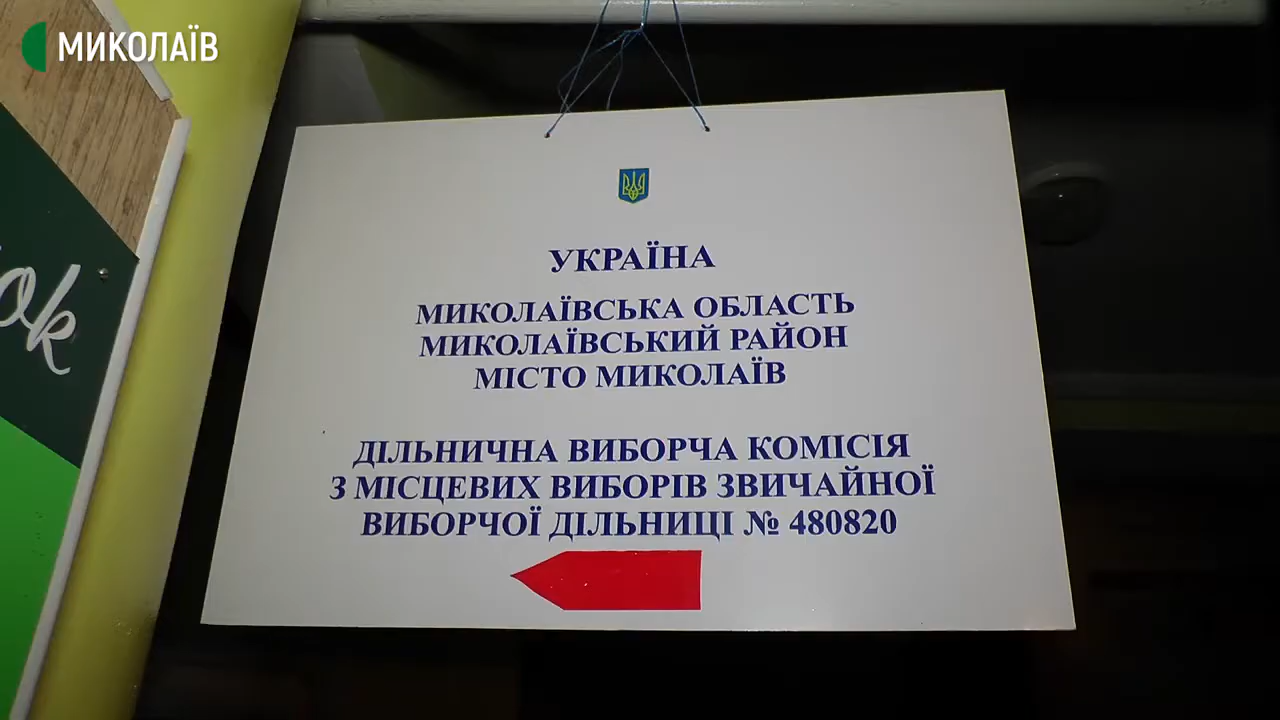 МИКОЛАЇВ
УКРАЇНА
МИКОЛАЇВСЬКА ОБЛАСТЬ
МИКОЛАЇВСЬКИЙ РАЙОН
МІСТО МИКОЛАЇВ
ДІЛЬНИЧНА ВИБОРЧА КОМІСІЯ
З МІСЦЕВИХ ВИБОРІВ ЗВИЧАЙНОЇ
ВИБОРЧОЇ ДІЛЬНИЦІ № 480820